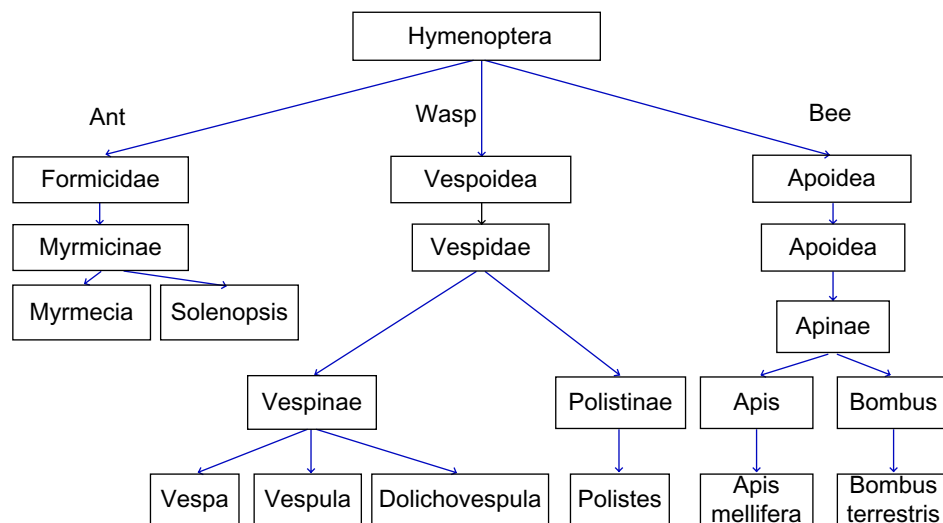 Hymenoptera
Ant
Wasp
Bee
Formicidae
Vespoidea
Apoidea
Myrmicinae
Vespidae
Apoidea
Myrmecia
Solenopsis
Apinae
Vespinae
Polistinae
Apis
Bombus
Vespa
Vespula
Dolichovespula
Polistes
Apis
mellifera
Bombus
terrestris